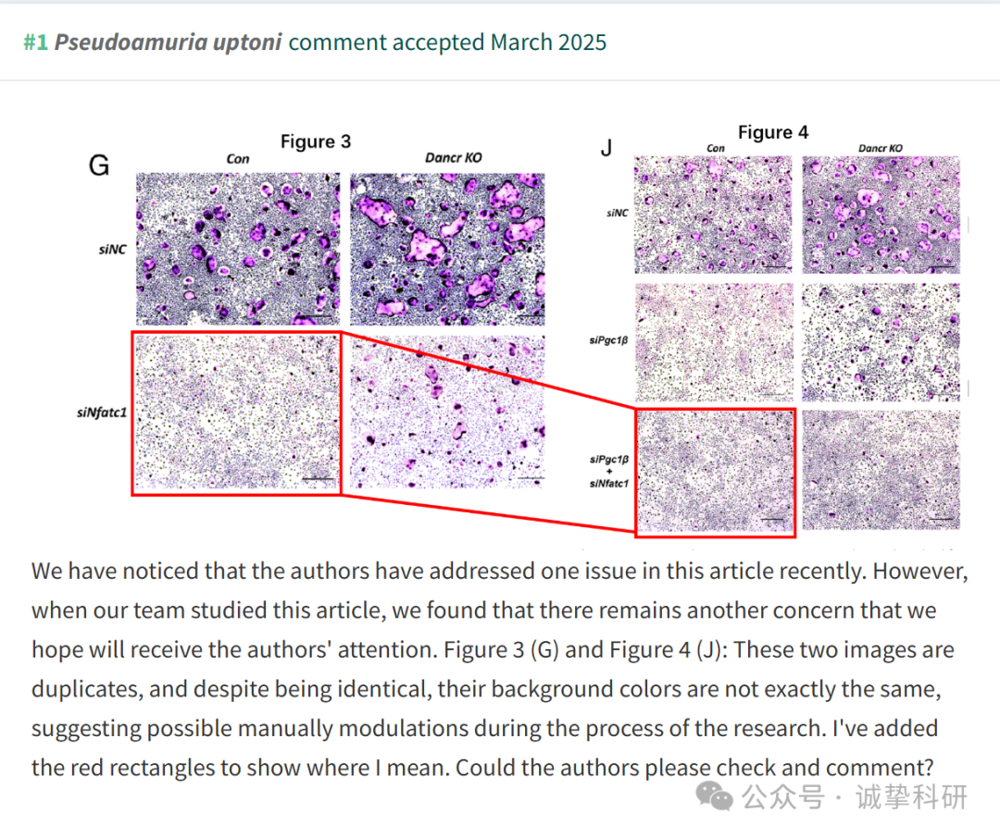 #1 Pseudoamuria uptoni comment accepted March 2025
Figure 3
G
Con
Dancr KO
siNC
siNfatc1
Figure 4
J
Con
Dancr KO
siNC
siPgc1β
siPgc1β
+
siNfatc1
We have noticed that the authors have addressed one issue in this article recently. However,
when our team studied this article, we found that there remains another concern that we
hope will receive the authors' attention. Figure 3 (G) and Figure 4 (J): These two images are
duplicates, and despite being identical, their background colors are not exactly the same,
suggesting possible manually modulations during the process of the research. I've added
the red rectangles to show where I mean. Could the authors please check and comment?
公众号 · 诚挚科研